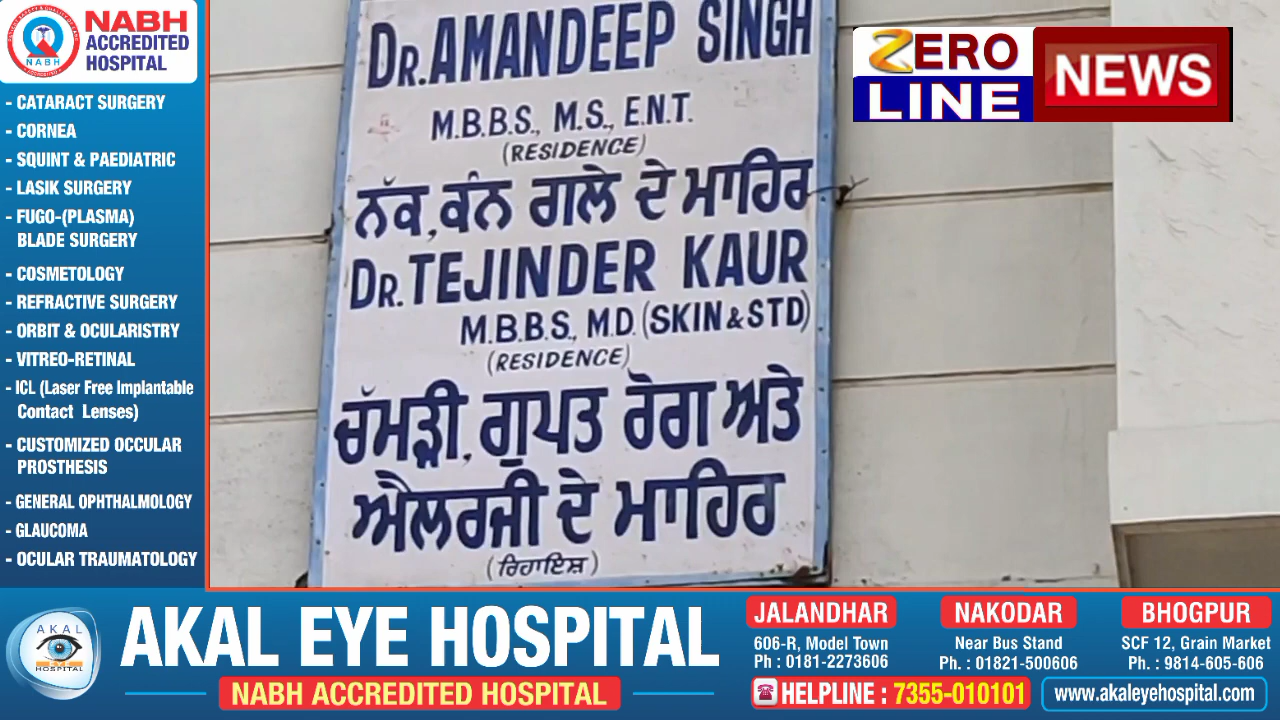 NABH
ACCREDITED
HOSPITAL
NABH
- CATARACT SURGERY
- CORNEA
- SQUINT & PAEDIATRIC
- LASIK SURGERY
- FUGO-(PLASMA)
BLADE SURGERY
- COSMETOLOGY
- REFRACTIVE SURGERY
- ORBIT & OCULARISTRY
- VITREO-RETINAL
- ICL (Laser Free Implantable
Contact Lenses)
- CUSTOMIZED OCCULAR
PROSTHESIS
- GENERAL OPHTHALMOLOGY
- GLAUCOMA
- OCULAR TRAUMATOLOGY
DR. AMANDEEP SINGH
M.B.B.S., M.S., E.N.T.
(RESIDENCE)
ਨੱਕ, ਕੰਨ ਗਲੇ ਦੇ ਮਾਹਿਰ
DR. TEJINDER KAUR
M.B.B.S., M.D. (SKIN & STD)
(RESIDENCE)
ਚੱਮੜੀ, ਗੁਪਤ ਰੋਗ ਅਤੇ
ਐਲਰਜੀ ਦੇ ਮਾਹਿਰ
(ਰਿਹਾਇਸ਼)
ZERO
LINE
NEWS
AKAL
EYE
HOSPITAL
AKAL EYE HOSPITAL
NABH ACCREDITED HOSPITAL
JALANDHAR
606-R, Model Town
Ph : 0181-2273606
NAKODAR
Near Bus Stand
Ph. : 01821-500606
BHOGPUR
SCF 12, Grain Market
Ph. : 9814-605-606
HELPLINE : 7355-010101
www.akaleyehospital.com